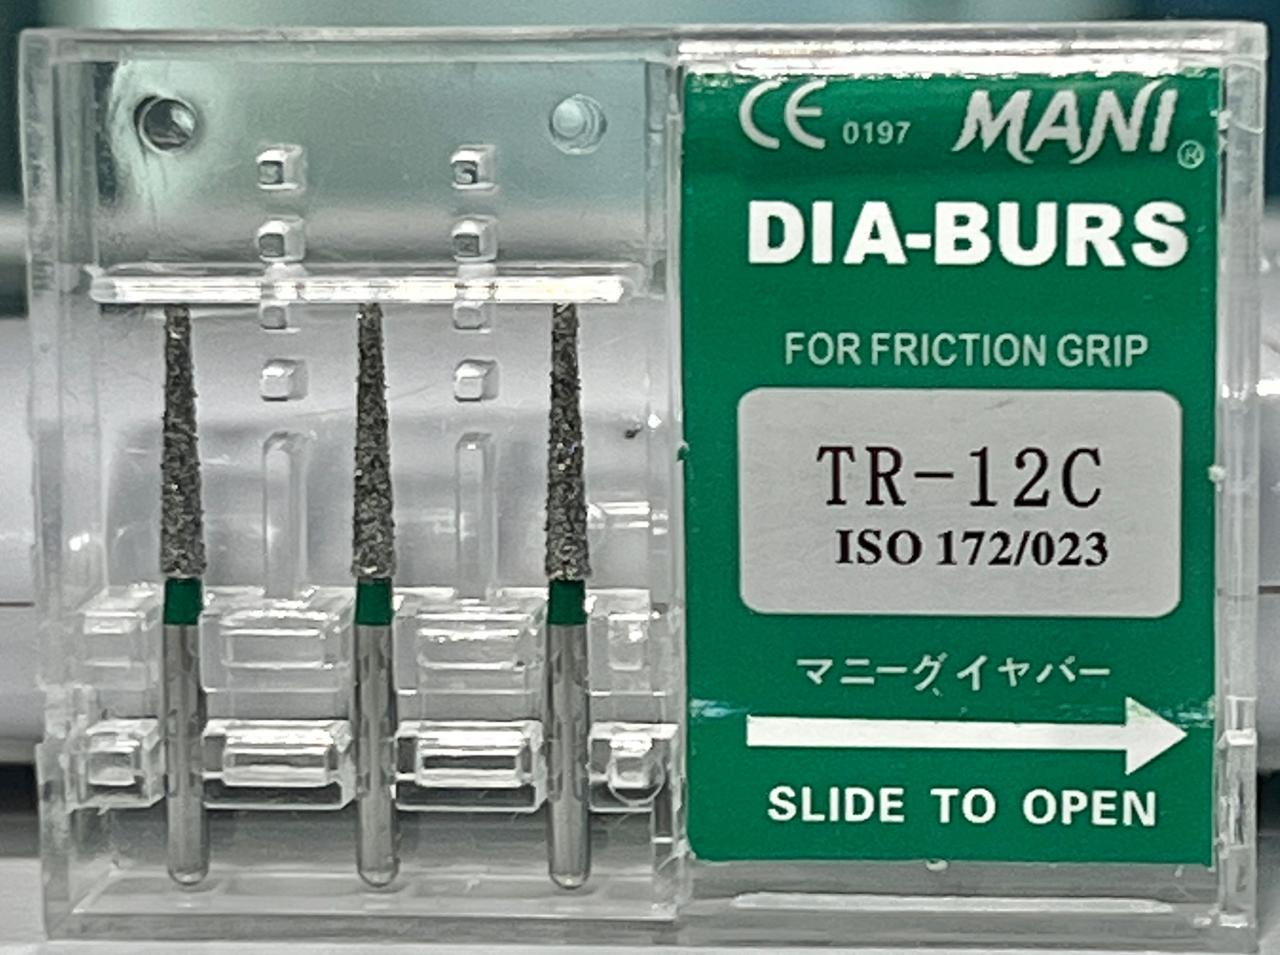 CE 0197 MANI®
DIA-BURS
FOR FRICTION GRIP
TR-12C
ISO 172/023
マニーグイヤバー
SLIDE TO OPEN